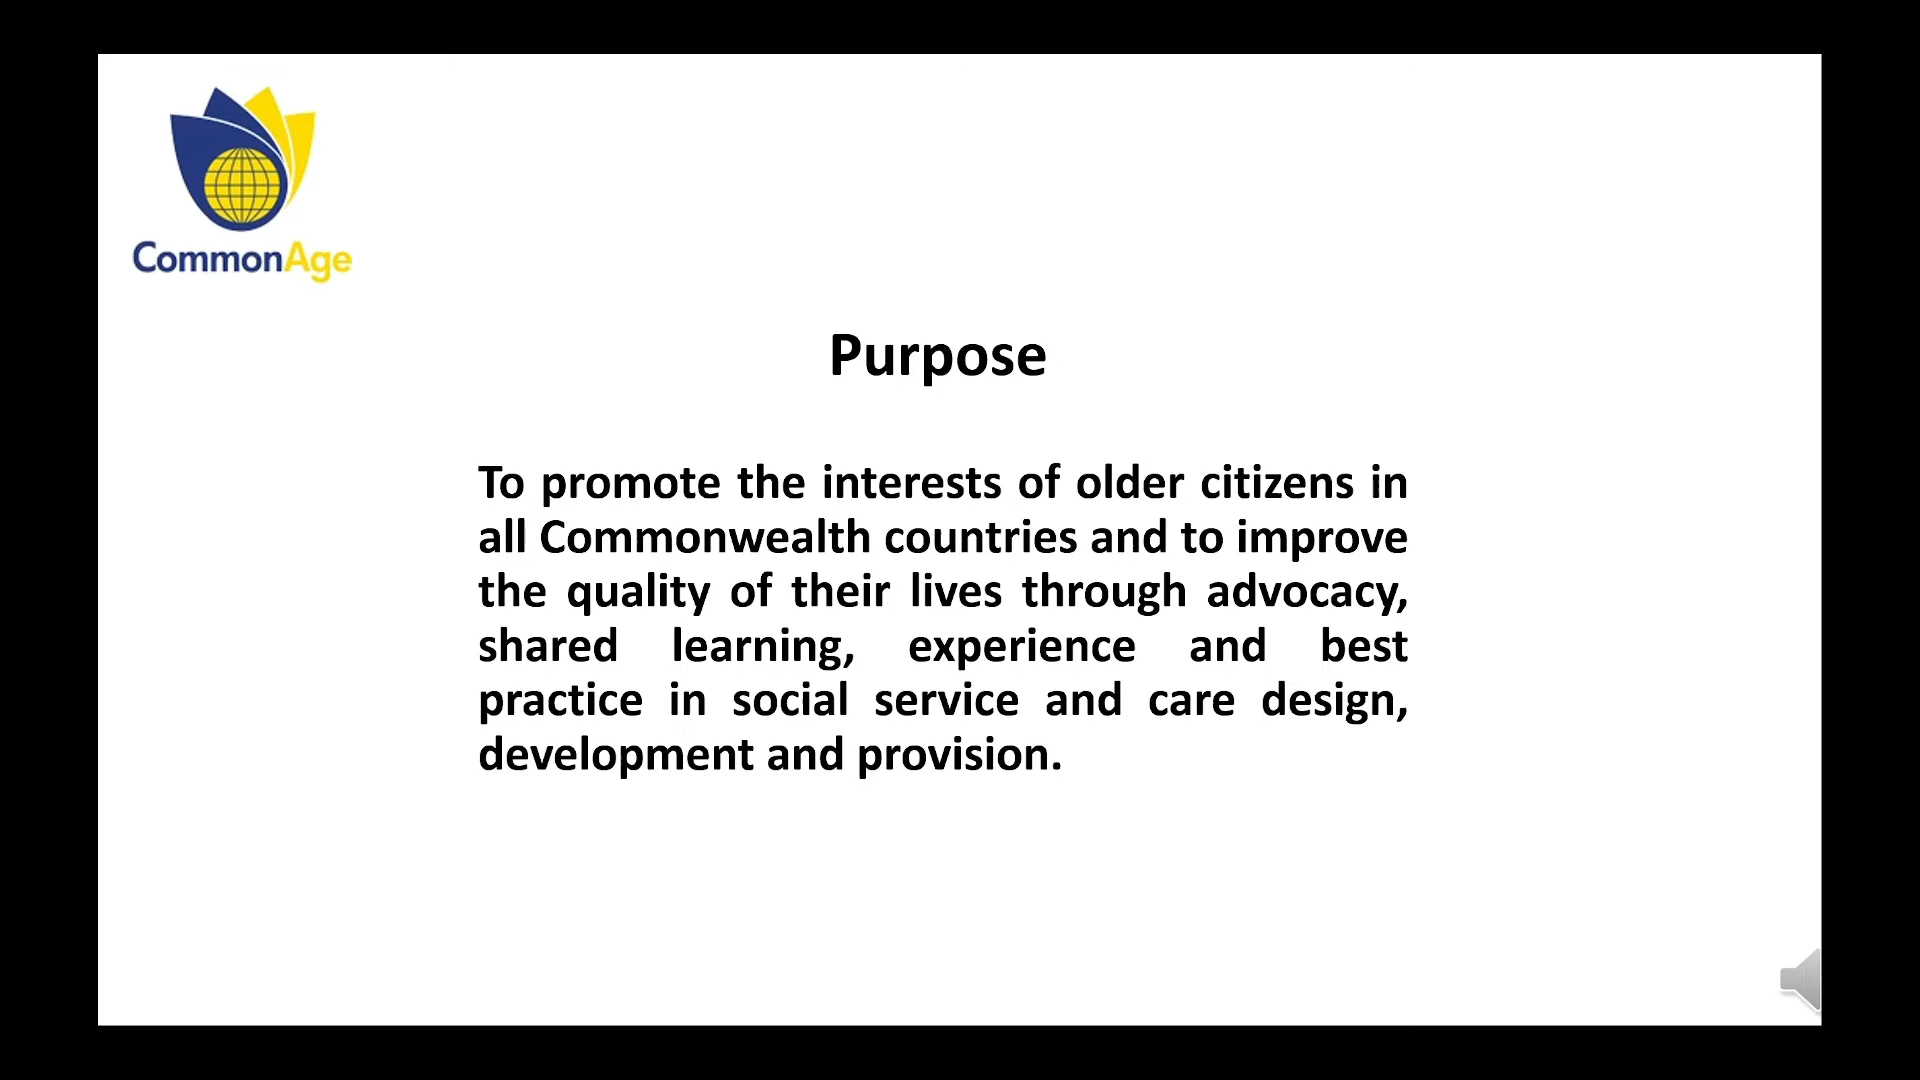 CommonAge
Purpose
To promote the interests of older citizens in
all Commonwealth countries and to improve
the quality of their lives through advocacy,
shared learning, experience and best
practice in social service and care design,
development and provision.